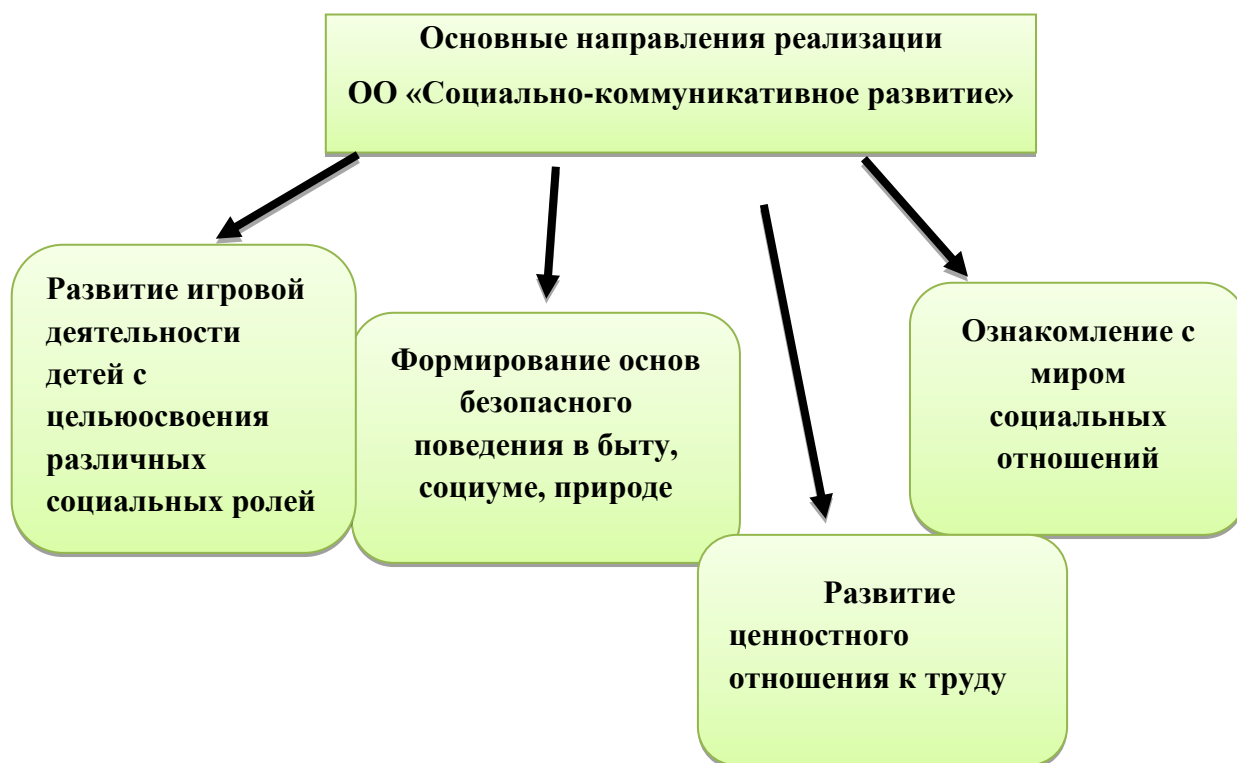 Основные направления реализации
ОО «Социально-коммуникативное развитие»
Развитие игровой
деятельности
детей с
цельюосвоения
различных
социальных ролей
Формирование основ
безопасного
поведения в быту,
социуме, природе
Развитие
ценностного
отношения к труду
Ознакомление с
миром
социальных
отношений